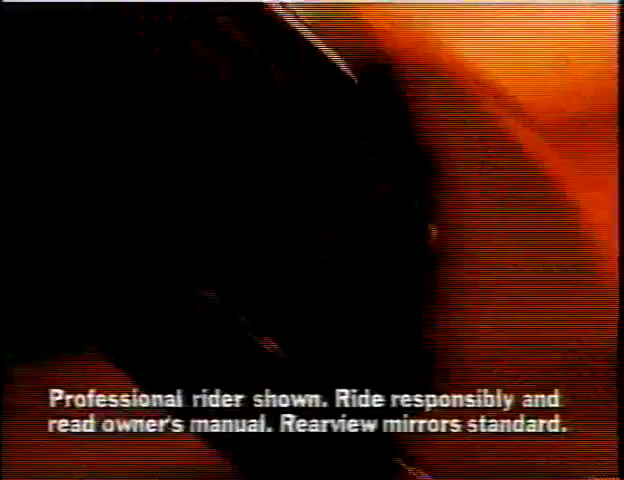 Professional rider shown. Ride responsibly and
read owner's manual. Rearview mirrors standard.